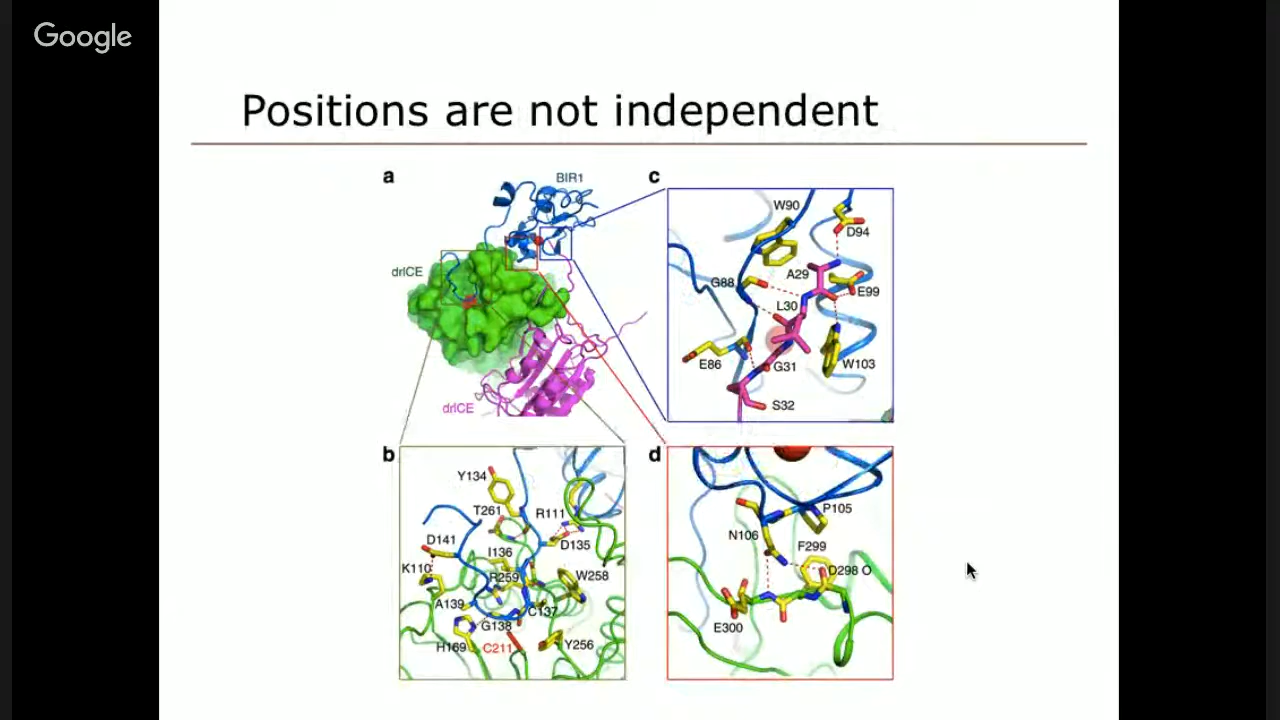 Google
Positions are not independent
a
BIR1
drICE
drICE
c
W90
D94
A29
G88
E99
L30
E86
G31
W103
S32
b
Y134
T261
R111
D141
D135
I136
K110
R259
W258
A139
C137
G138
H169
C211
Y256
d
P105
N106
F299
D298 O
E300